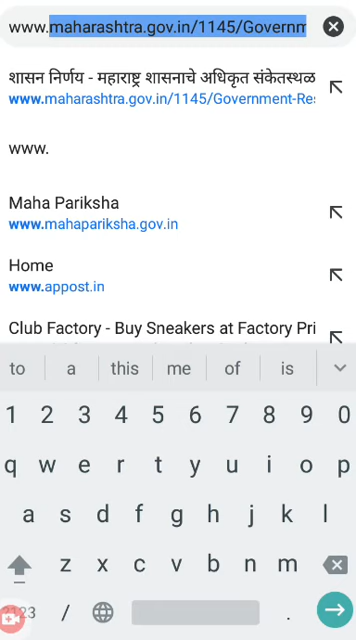 www.maharashtra.gov.in/1145/Governm
शासन निर्णय - महाराष्ट्र शासनाचे अधिकृत संकेतस्थळ
www.maharashtra.gov.in/1145/Government-Res
www.
Maha Pariksha
www.mahapariksha.gov.in
Home
www.appost.in
Club Factory - Buy Sneakers at Factory Pri
to a this me of is
1 2 3 4 5 6 7 8 9 0
q w e r t y u i o p
a s d f g h j k l
z x c v b n m
?123 / .